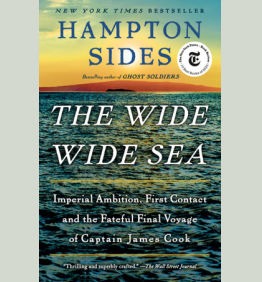 NEW YORK TIMES BESTSELLER
HAMPTON
SIDES
Bestselling author of GHOST SOLDIERS
THE WIDE
WIDE SEA
Imperial Ambition, First Contact
and the Fateful Final Voyage
of Captain James Cook
"Thrilling and superbly crafted." —The Wall Street Journal